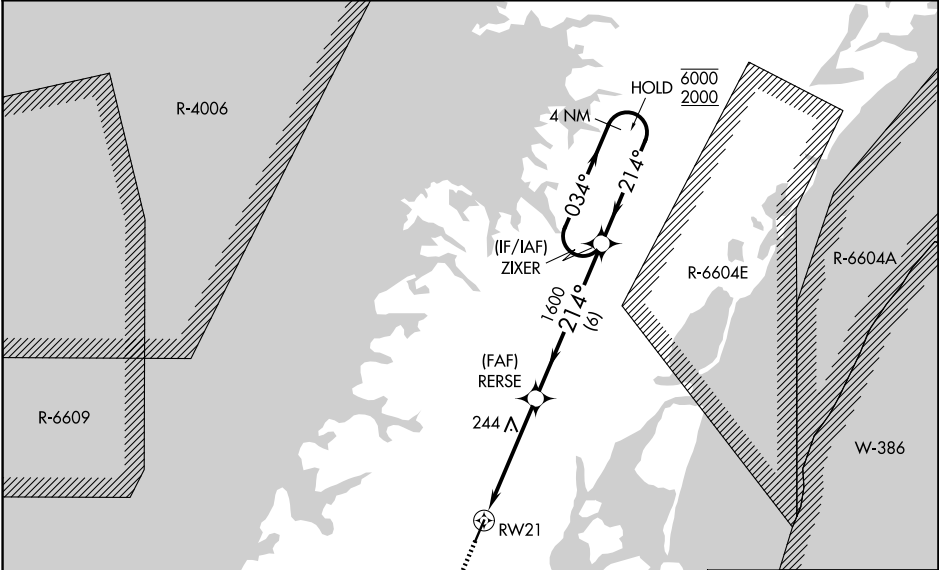 R-4006
HOLD
6000
2000
4 NM
034°
214°
(IF/IAF)
ZIXER
R-6604E
R-6604A
1600
214°
(6)
(FAF)
RERSE
R-6609
244
W-386
RW21